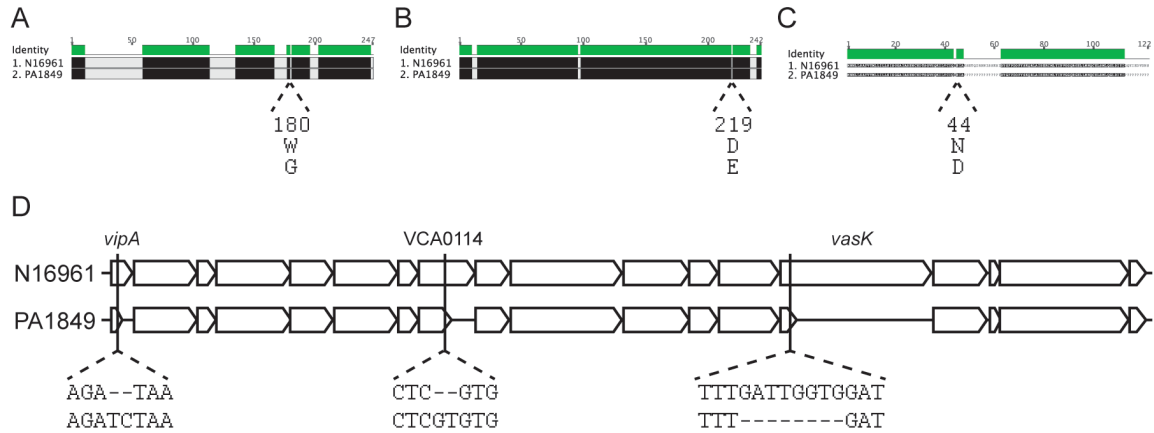 A
Identity
1 50 100 150 200 247
1. N16961
2. PA1849
180
W
G
B
Identity
1 50 100 150 200 242
1. N16961
2. PA1849
219
D
E
C
Identity
1 20 40 60 80 100 122
1. N16961
2. PA1849
44
N
D
D
vipA VCA0114 vasK
N16961
PA1849
AGA--TAA
AGATCTAA
CTC--GTG
CTCGTGTG
TTTGATTGGTGGAT
TTT--------GAT